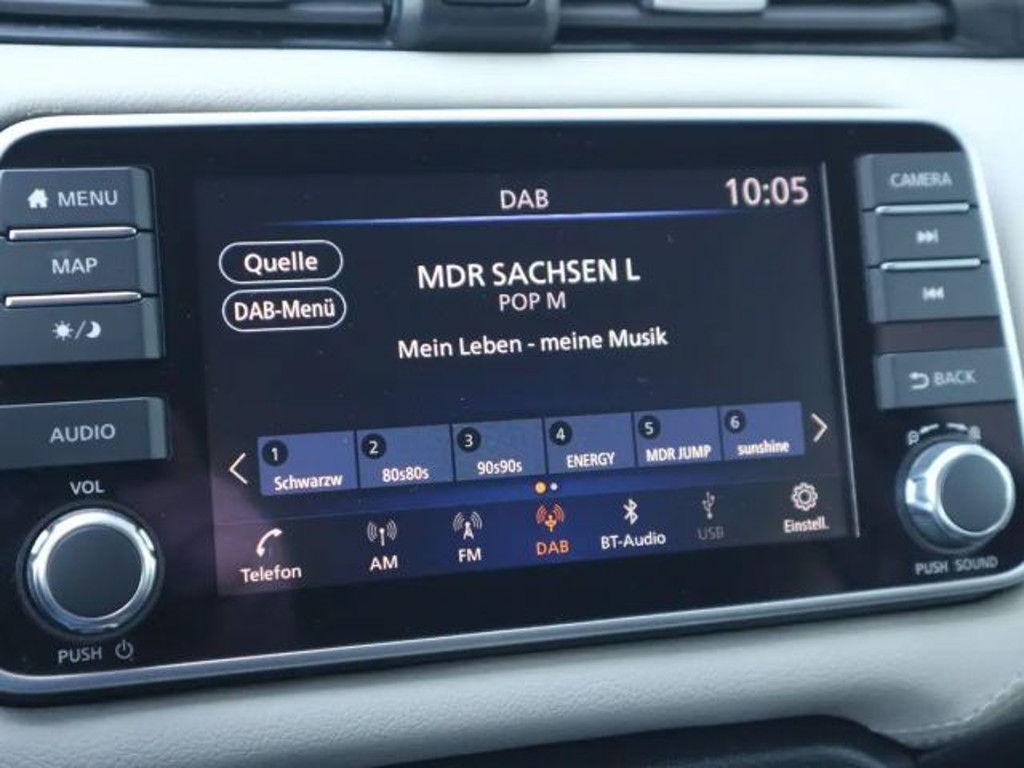 MENU
MAP
AUDIO
VOL
PUSH
DAB
10:05
Quelle
DAB-Menü
MDR SACHSEN L
POP M
Mein Leben - meine Musik
1 Schwarzw
2 80s80s
3 90s90s
4 ENERGY
5 MDR JUMP
6 sunshine
Telefon
AM
FM
DAB
BT-Audio
USB
Einstell.
CAMERA
BACK
PUSH SOUND